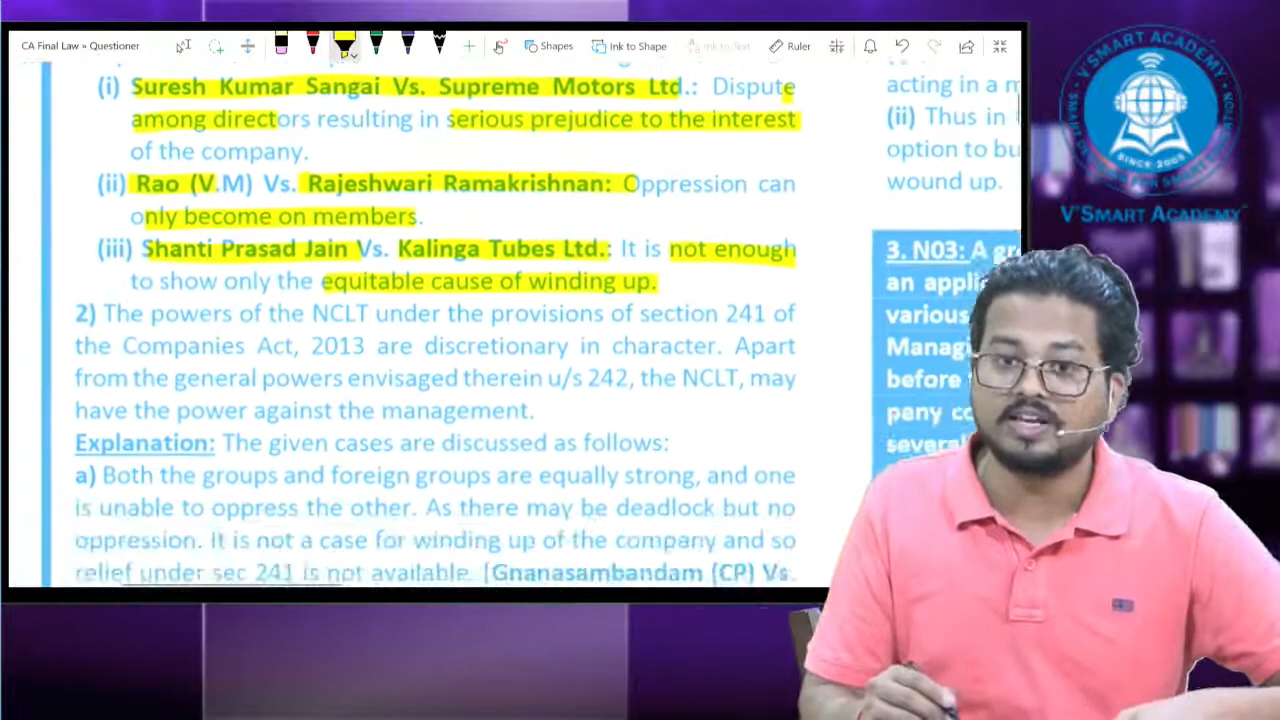 CA Final Law » Questioner
Shapes
Ink to Shape
Ink to Text
Ruler
(i) Suresh Kumar Sangai Vs. Supreme Motors Ltd.: Dispute
among directors resulting in serious prejudice to the interest
of the company.
(ii) Rao (V.M) Vs. Rajeshwari Ramakrishnan: Oppression can
only become on members.
(iii) Shanti Prasad Jain Vs. Kalinga Tubes Ltd.: It is not enough
to show only the equitable cause of winding up.
2) The powers of the NCLT under the provisions of section 241 of
the Companies Act, 2013 are discretionary in character. Apart
from the general powers envisaged therein u/s 242, the NCLT, may
have the power against the management.
Explanation: The given cases are discussed as follows:
a) Both the groups and foreign groups are equally strong, and one
is unable to oppress the other. As there may be deadlock but no
oppression. It is not a case for winding up of the company and so
relief under sec 241 is not available [Gnanasambandam (CP) Vs.
acting in a
(ii) Thus in
option to bu
wound up.
3. N03: A gr
an appli
various
Manag
before
pany co
several
V'SMART ACADEMY
SINCE 2005
V'SMART ACADEMY